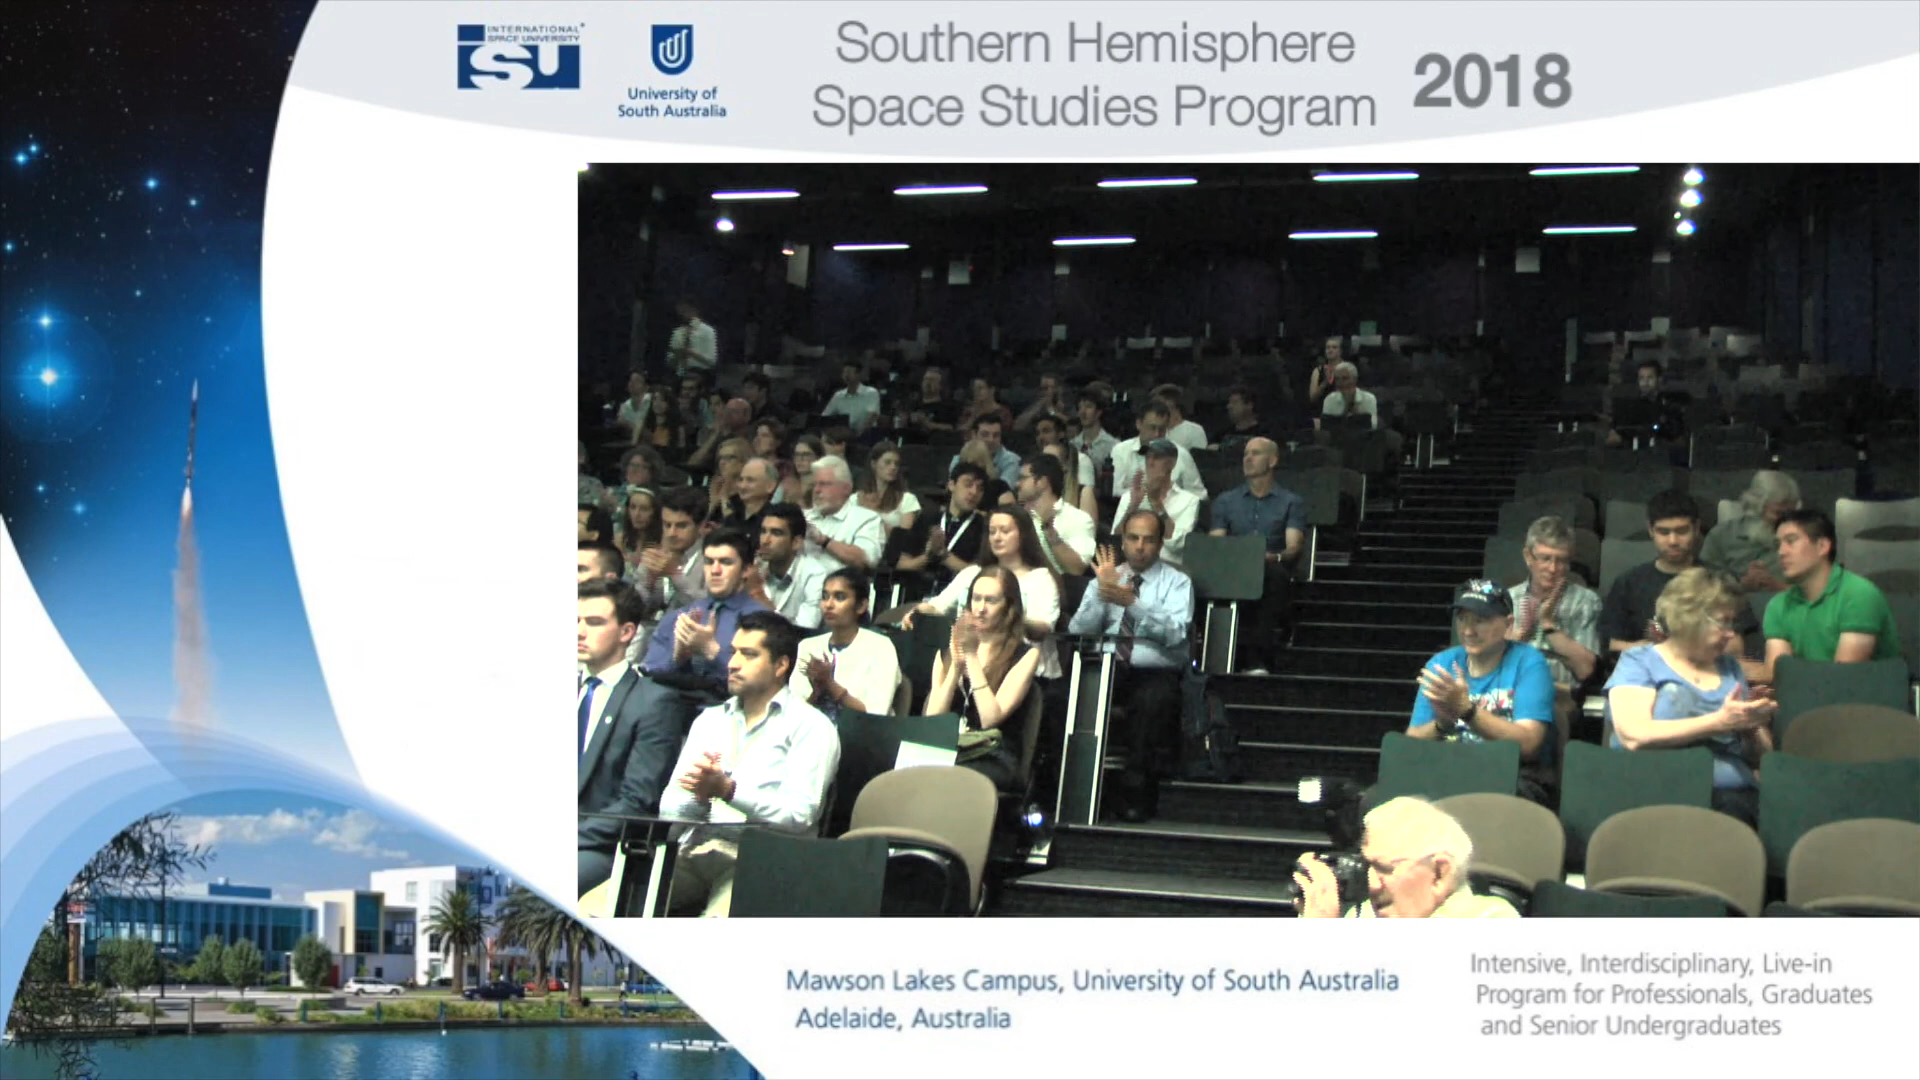 INTERNATIONAL
SPACE UNIVERSITY
isu
University of
South Australia
Southern Hemisphere
Space Studies Program
2018
Mawson Lakes Campus, University of South Australia
Adelaide, Australia
Intensive, Interdisciplinary, Live-in
Program for Professionals, Graduates
and Senior Undergraduates